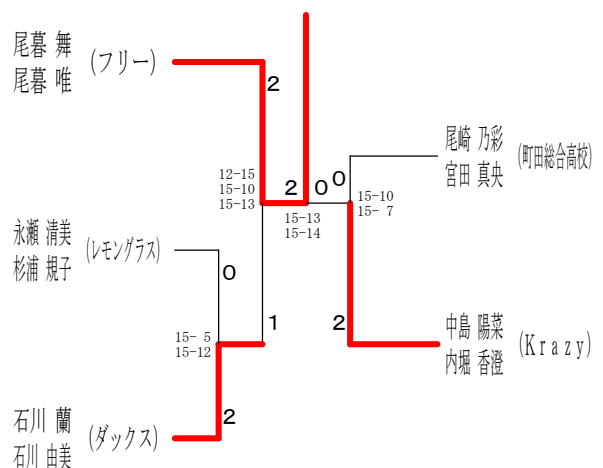 尾暮 舞
尾暮 唯
(フリー)
2
12-15
15-10
15-13
2
0
0
15-13
15-14
15-10
15- 7
尾崎 乃彩
宮田 真央
(町田総合高校)
永瀬 清美
杉浦 規子
(レモングラス)
0
1
2
15- 5
15-12
中島 陽菜
内堀 香澄
(Krazy)
石川 蘭
石川 由美
(ダックス)
2